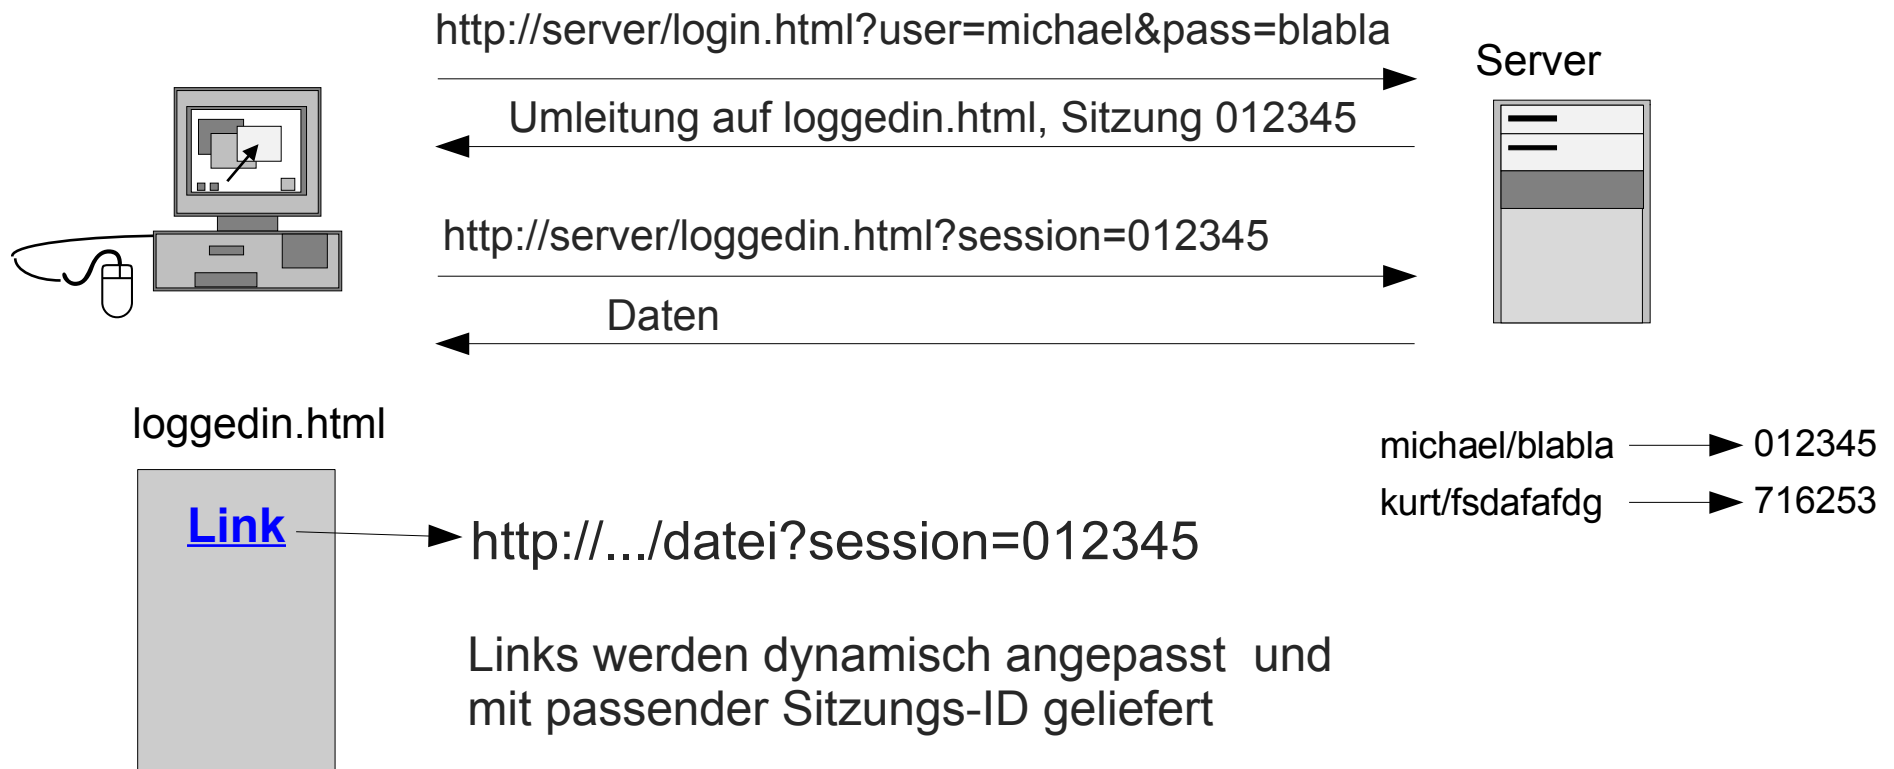 http://server/login.html?user=michael&pass=blabla
Server
Umleitung auf loggedin.html, Sitzung 012345
http://server/loggedin.html?session=012345
Daten
loggedin.html
michael/blabla 012345
kurt/fsdafafdg 716253
Link
http://.../datei?session=012345
Links werden dynamisch angepasst und
mit passender Sitzungs-ID geliefert